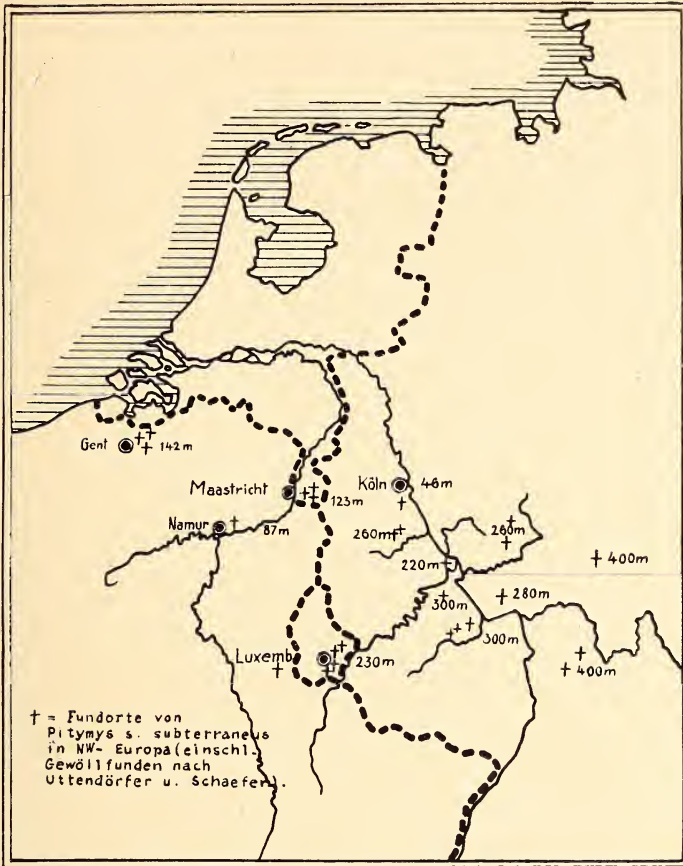 Gent 142m
Maastricht 123m
Köln 46m
Namur 87m
260m
260m
220m
400m
300m
280m
300m
400m
Luxemb. 230m
† = Fundorte von
Pitymys s. subterraneus
in NW- Europa (einschl.
Gewöllfunden nach
Uttendörfer u. Schaefer).